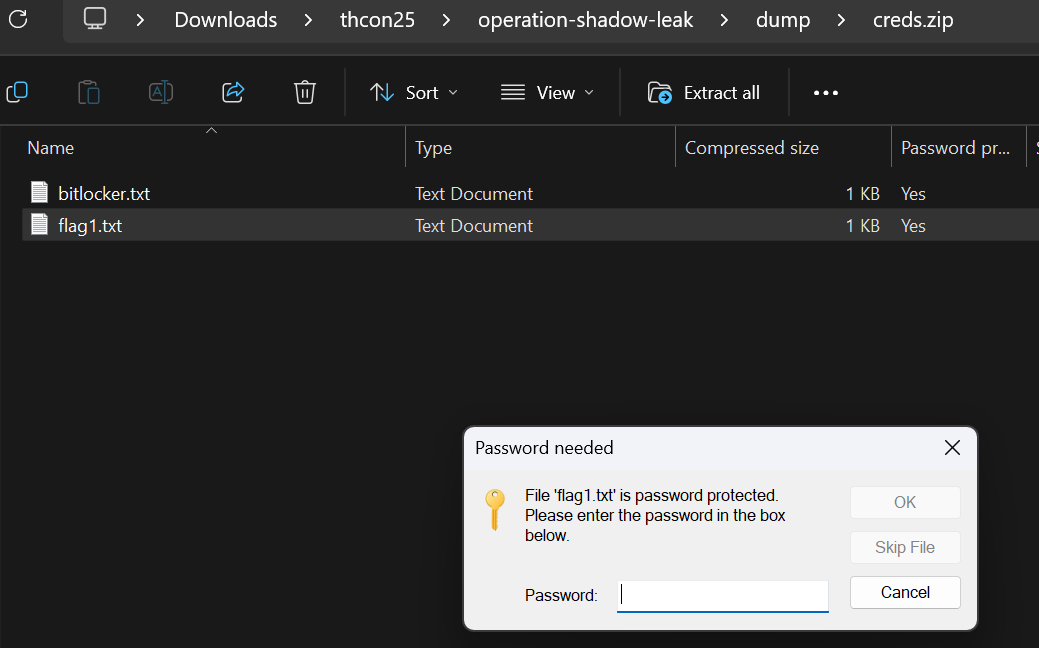 Downloads > thcon25 > operation-shadow-leak > dump > creds.zip
Sort View Extract all
Name Type Compressed size Password pr...
bitlocker.txt Text Document 1 KB Yes
flag1.txt Text Document 1 KB Yes
Password needed
File 'flag1.txt' is password protected.
Please enter the password in the box
below.
OK
Skip File
Password:
Cancel